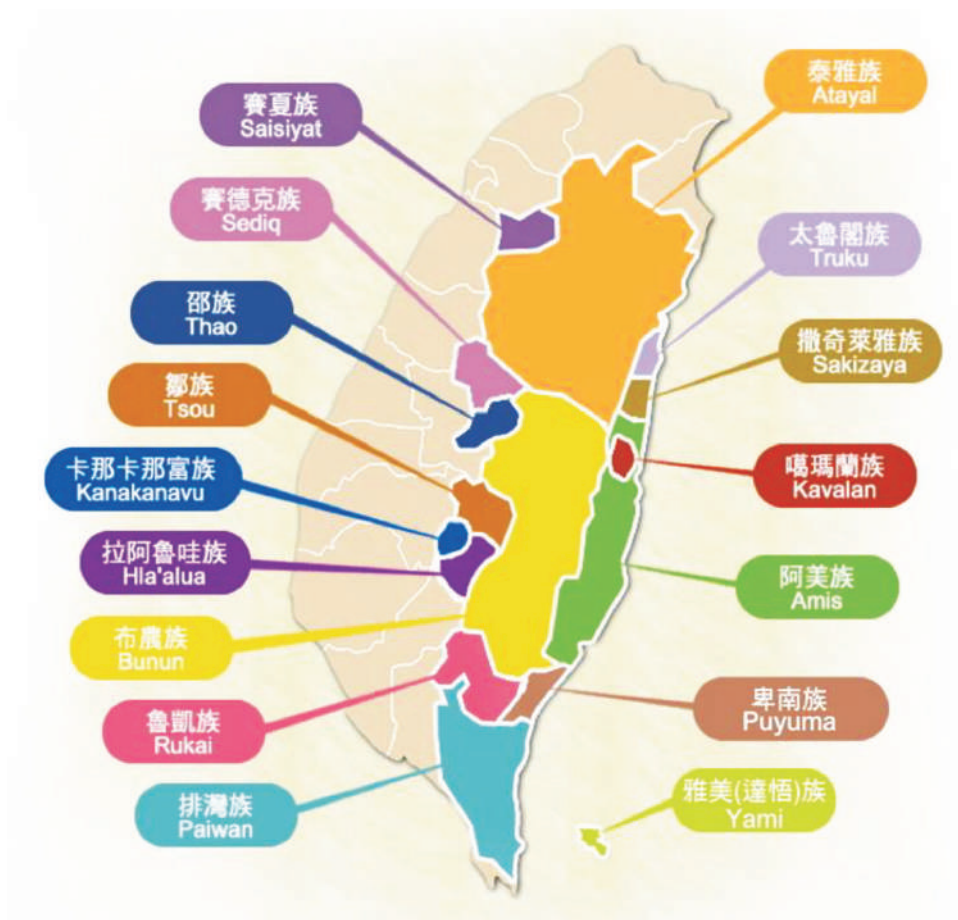 賽夏族
Saisiyat
賽德克族
Sediq
邵族
Thao
鄒族
Tsou
卡那卡那富族
Kanakanavu
拉阿魯哇族
Hla'alua
布農族
Bunun
魯凱族
Rukai
排灣族
Paiwan
泰雅族
Atayal
太魯閣族
Truku
撒奇萊雅族
Sakizaya
噶瑪蘭族
Kavalan
阿美族
Amis
卑南族
Puyuma
雅美(達悟)族
Yami